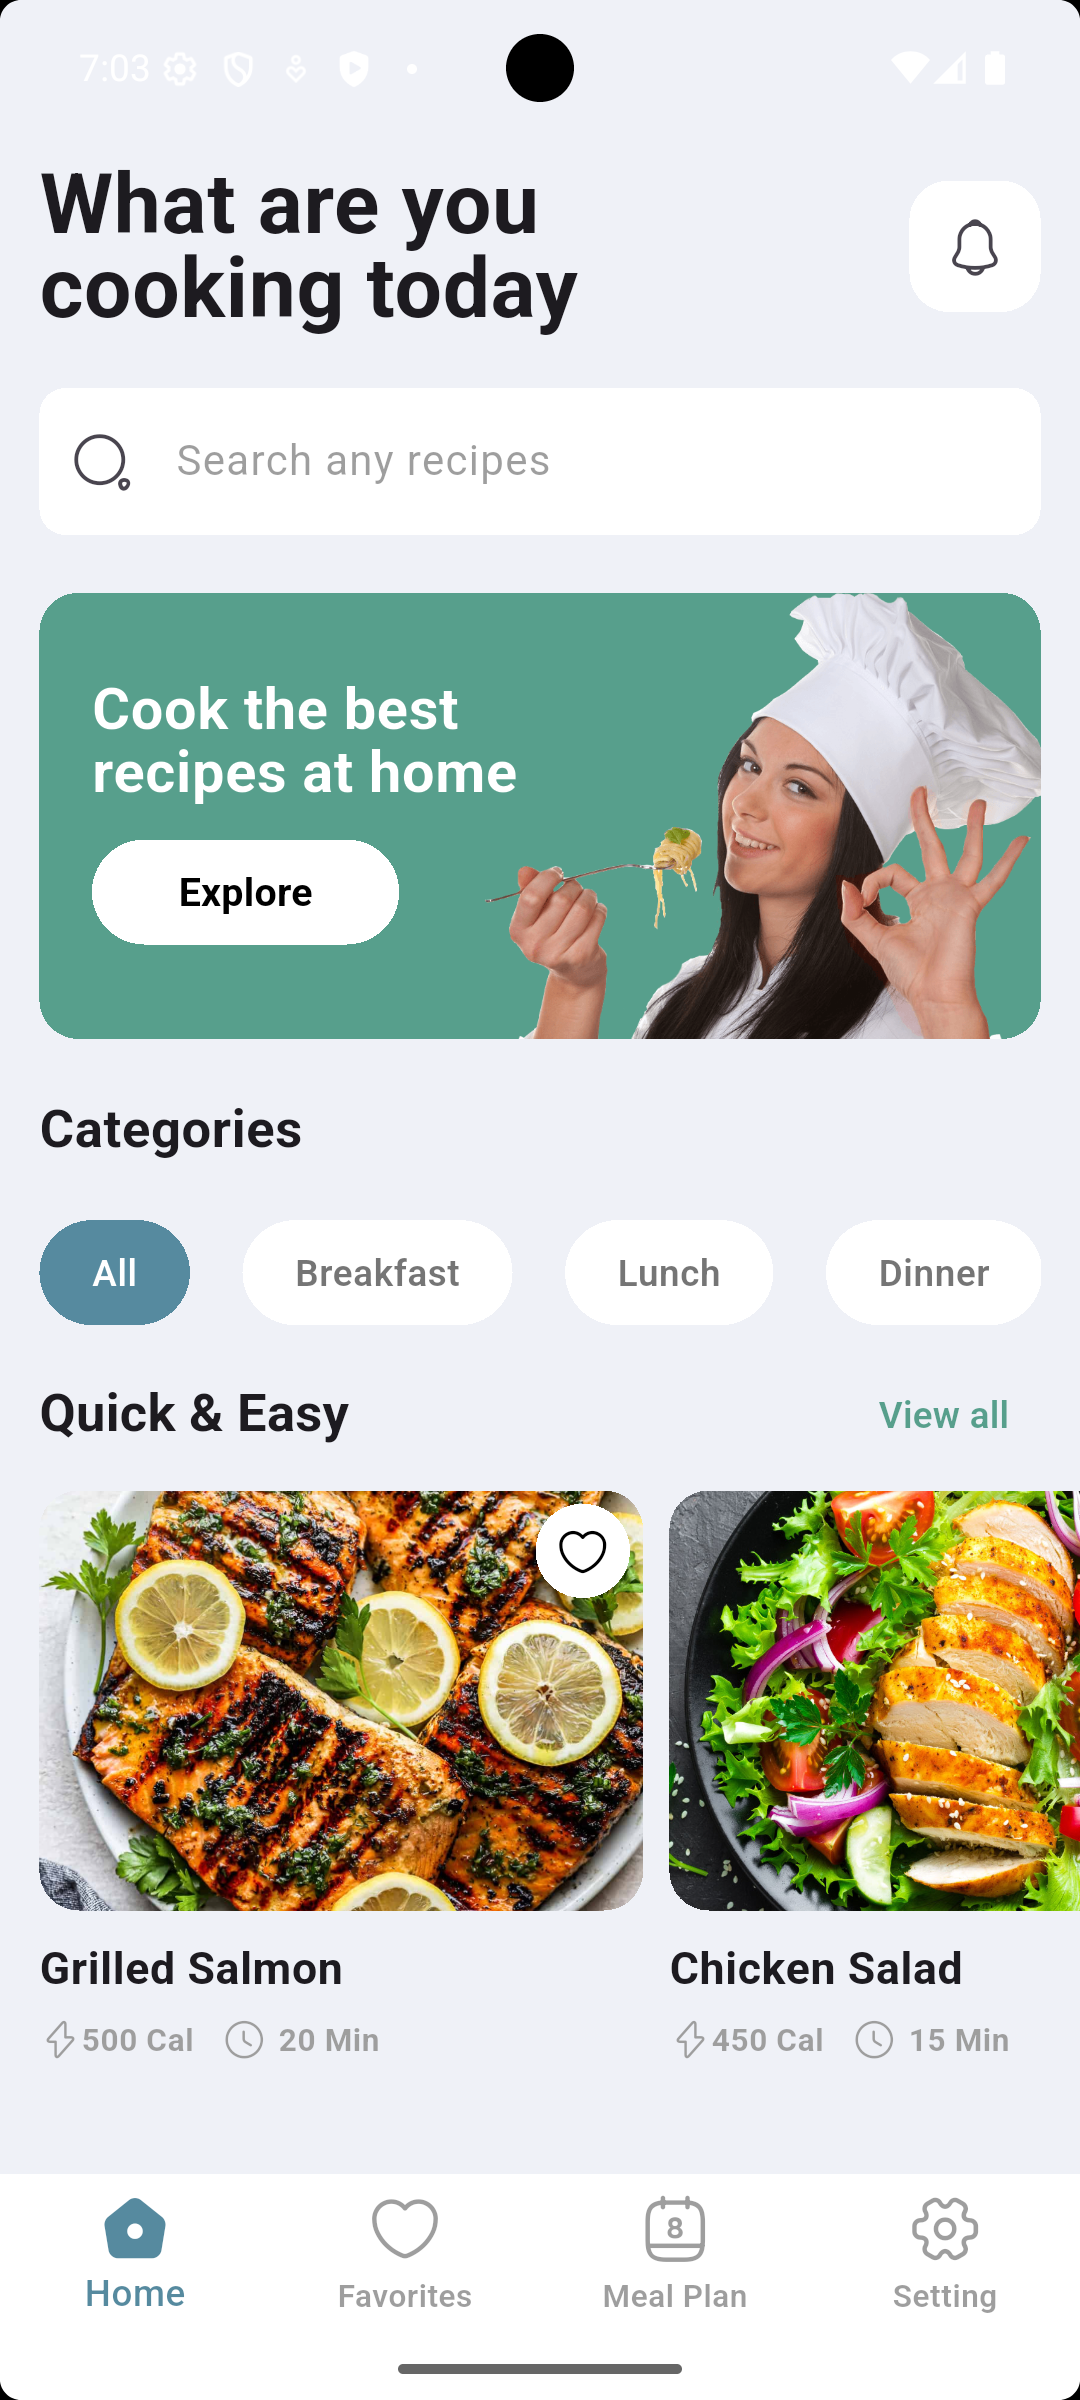 7:03
What are you
cooking today
Search any recipes
Cook the best
recipes at home
Explore
Categories
All Breakfast Lunch Dinner
Quick & Easy View all
Grilled Salmon Chicken Salad
500 Cal 20 Min 450 Cal 15 Min
8
Home Favorites Meal Plan Setting